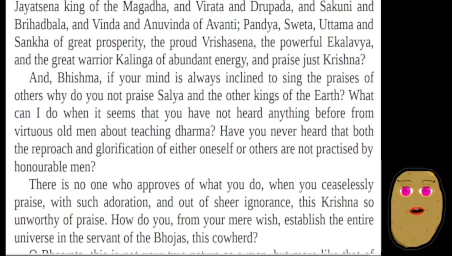 Jayatsena king of the Magadha, and Virata and Drupada, and Sakuni and
Brihadbala, and Vinda and Anuvinda of Avanti; Pandya, Sweta, Uttama and
Sankha of great prosperity, the proud Vrishasena, the powerful Ekalavya,
and the great warrior Kalinga of abundant energy, and praise just Krishna?
And, Bhishma, if your mind is always inclined to sing the praises of
others why do you not praise Salya and the other kings of the Earth? What
can I do when it seems that you have not heard anything before from
virtuous old men about teaching dharma? Have you never heard that both
the reproach and glorification of either oneself or others are not practised by
honourable men?
There is no one who approves of what you do, when you ceaselessly
praise, with such adoration, and out of sheer ignorance, this Krishna so
unworthy of praise. How do you, from your mere wish, establish the entire
universe in the servant of the Bhojas, this cowherd?